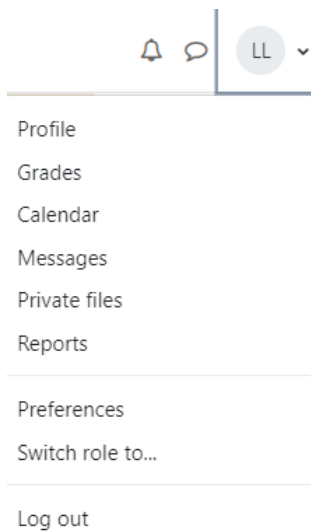 LL
Profile
Grades
Calendar
Messages
Private files
Reports
Preferences
Switch role to...
Log out